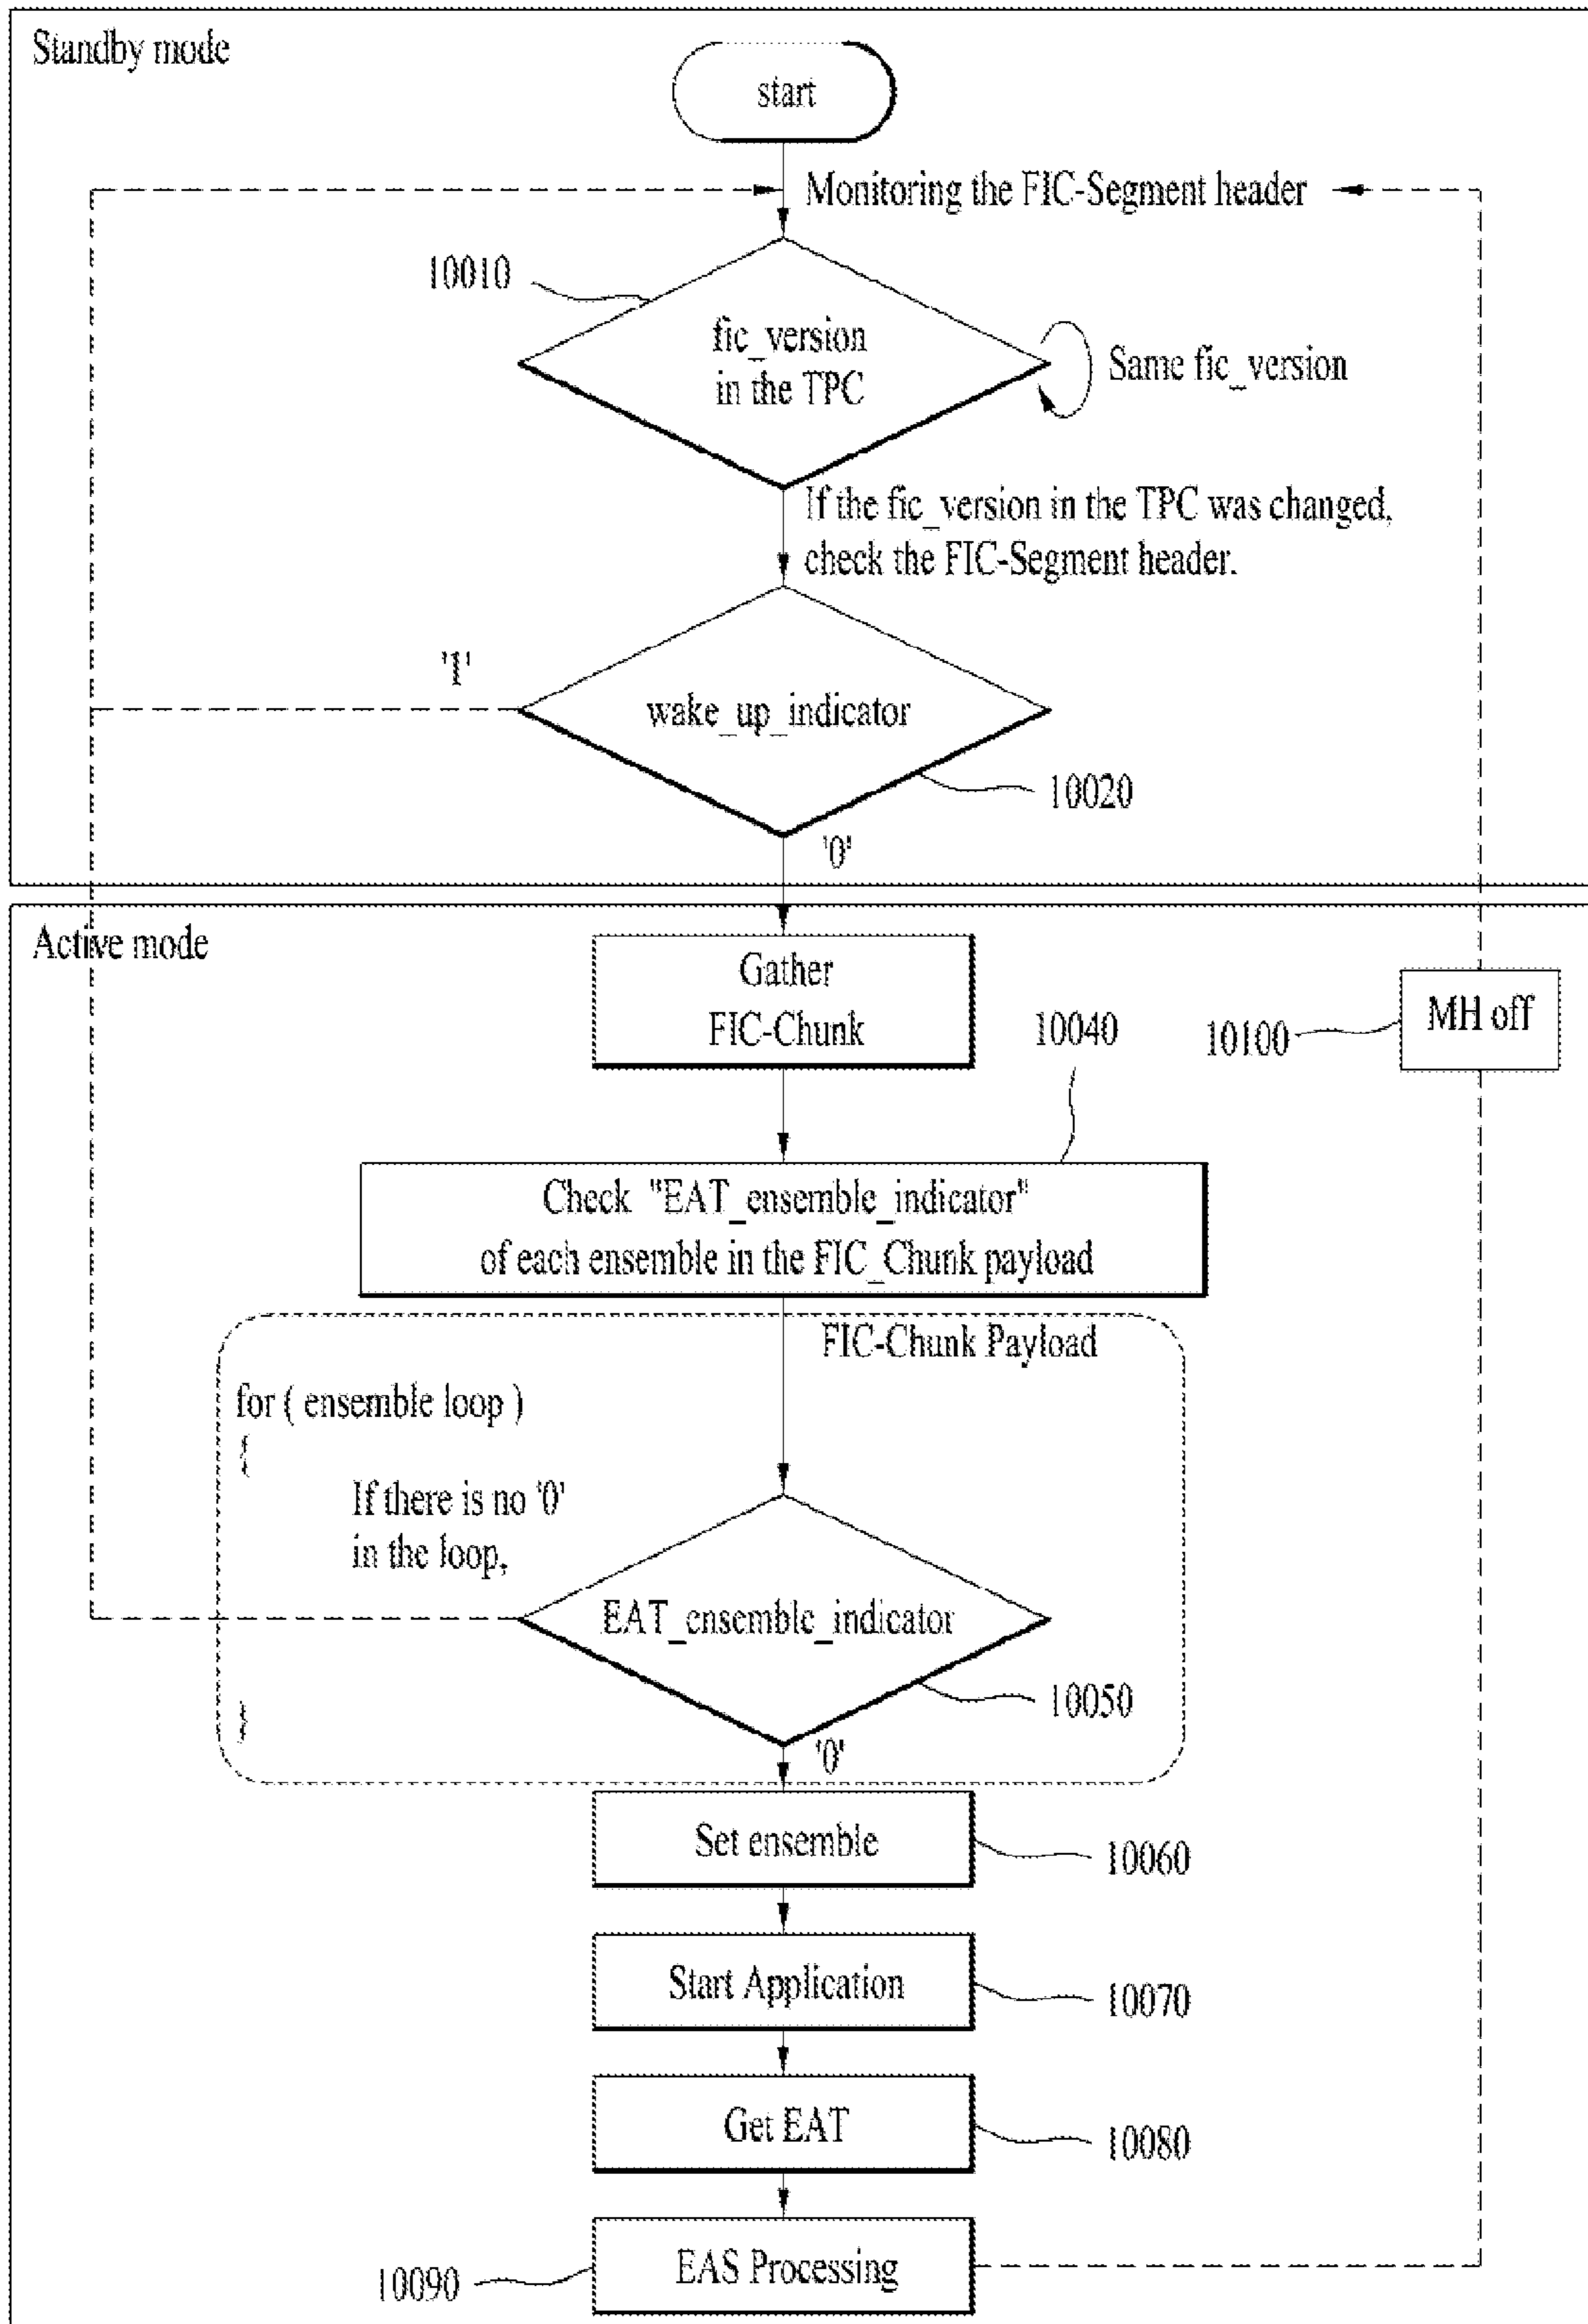 Standby mode
start
Monitoring the FIC-Segment header
10010
fic_version
in the TPC
Same fic_version
If the fic_version in the TPC was changed,
check the FIC-Segment header.
'1'
wake_up_indicator
10020
'0'
Active mode
Gather
FIC-Chunk
10040
10100
MH off
Check "EAT_ensemble_indicator"
of each ensemble in the FIC_Chunk payload
FIC-Chunk Payload
for ( ensemble loop )
{
If there is no '0'
in the loop,
EAT_ensemble_indicator
10050
}
'0'
Set ensemble
10060
Start Application
10070
Get EAT
10080
EAS Processing
10090